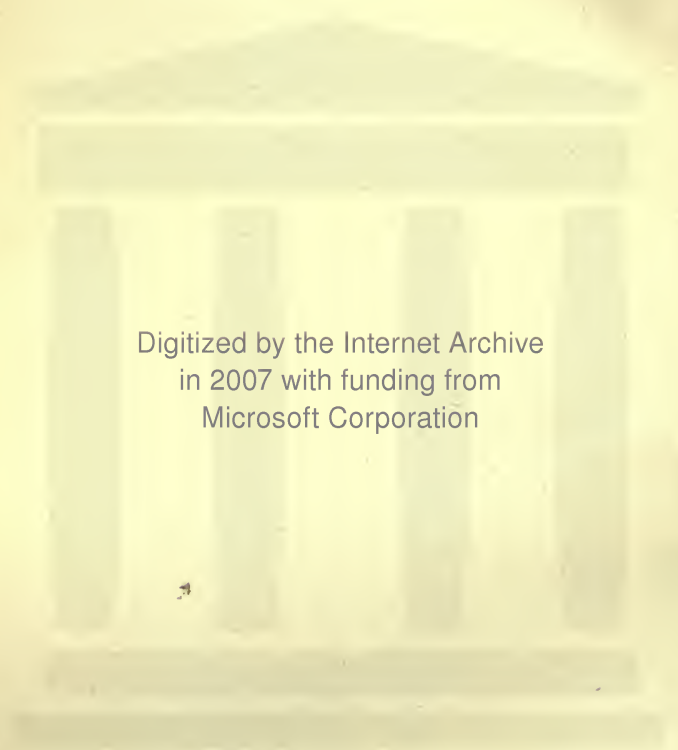 Digitized by the Internet Archive
in 2007 with funding from
Microsoft Corporation